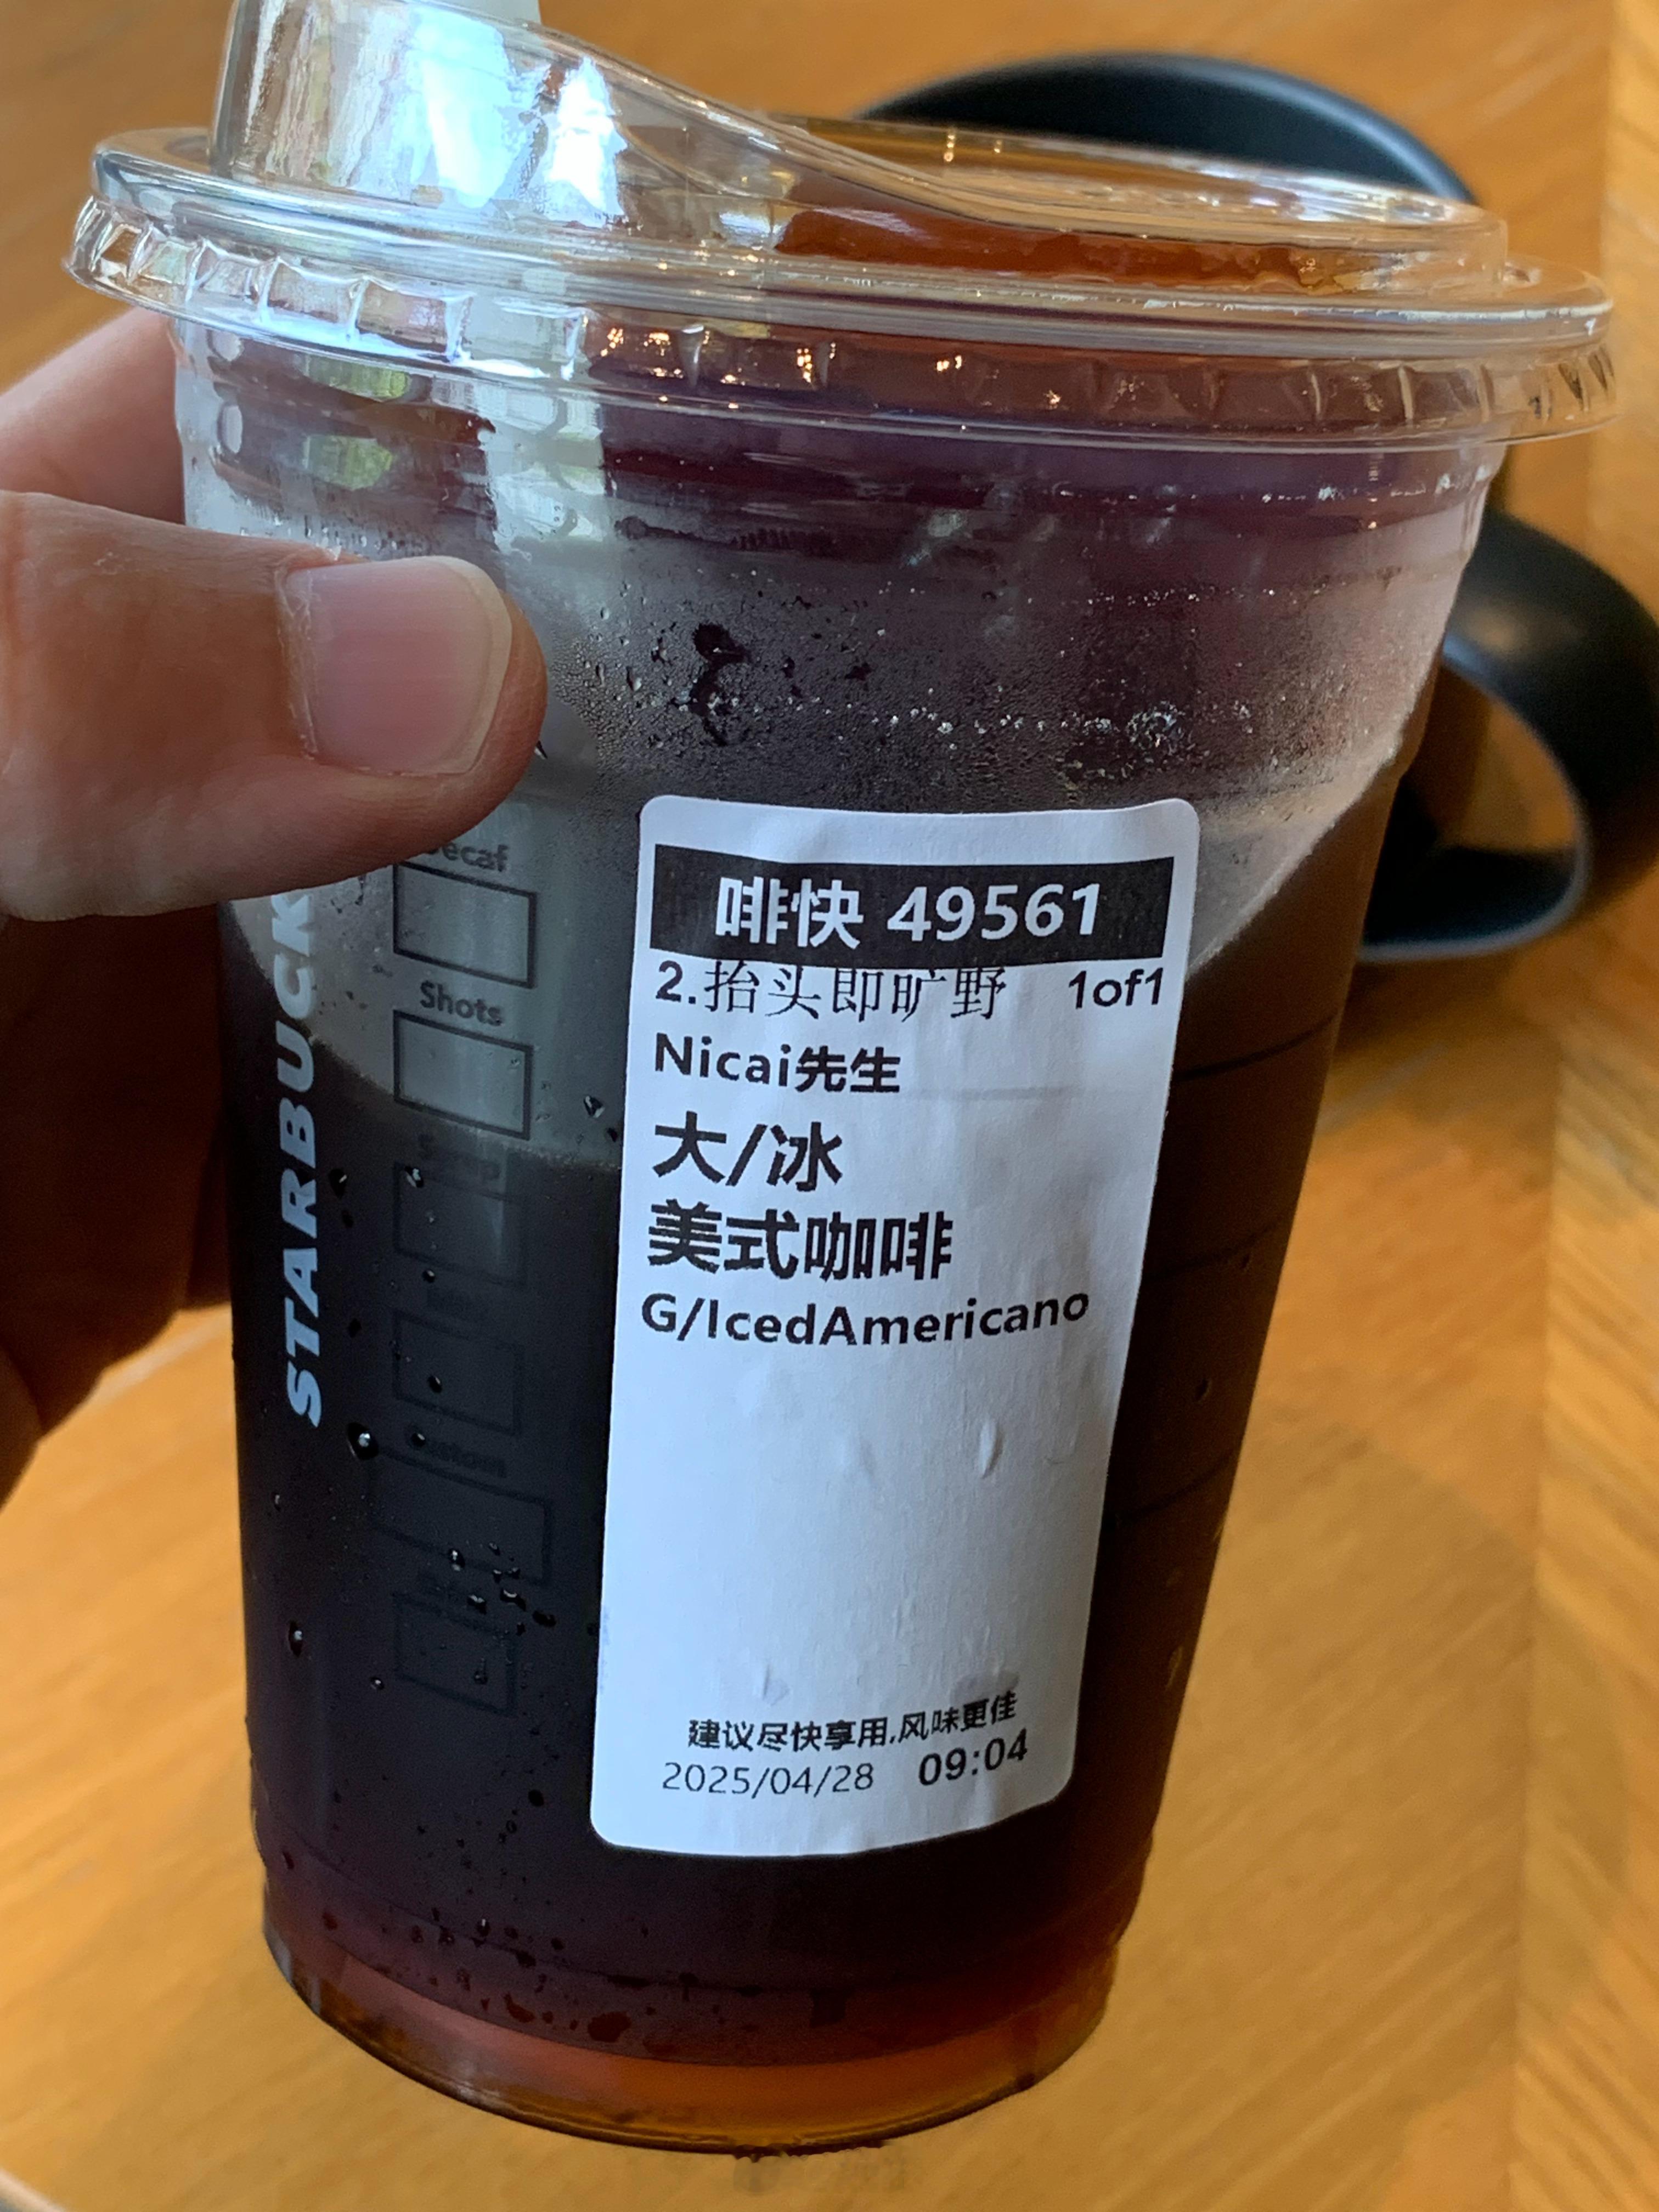 啡快 49561
2.抬头即旷野 1of1
Nicai先生
大/冰
美式咖啡
G/IcedAmericano
建议尽快享用,风味更佳
2025/04/28 09:04
STARBUCK
ecaf
Shots